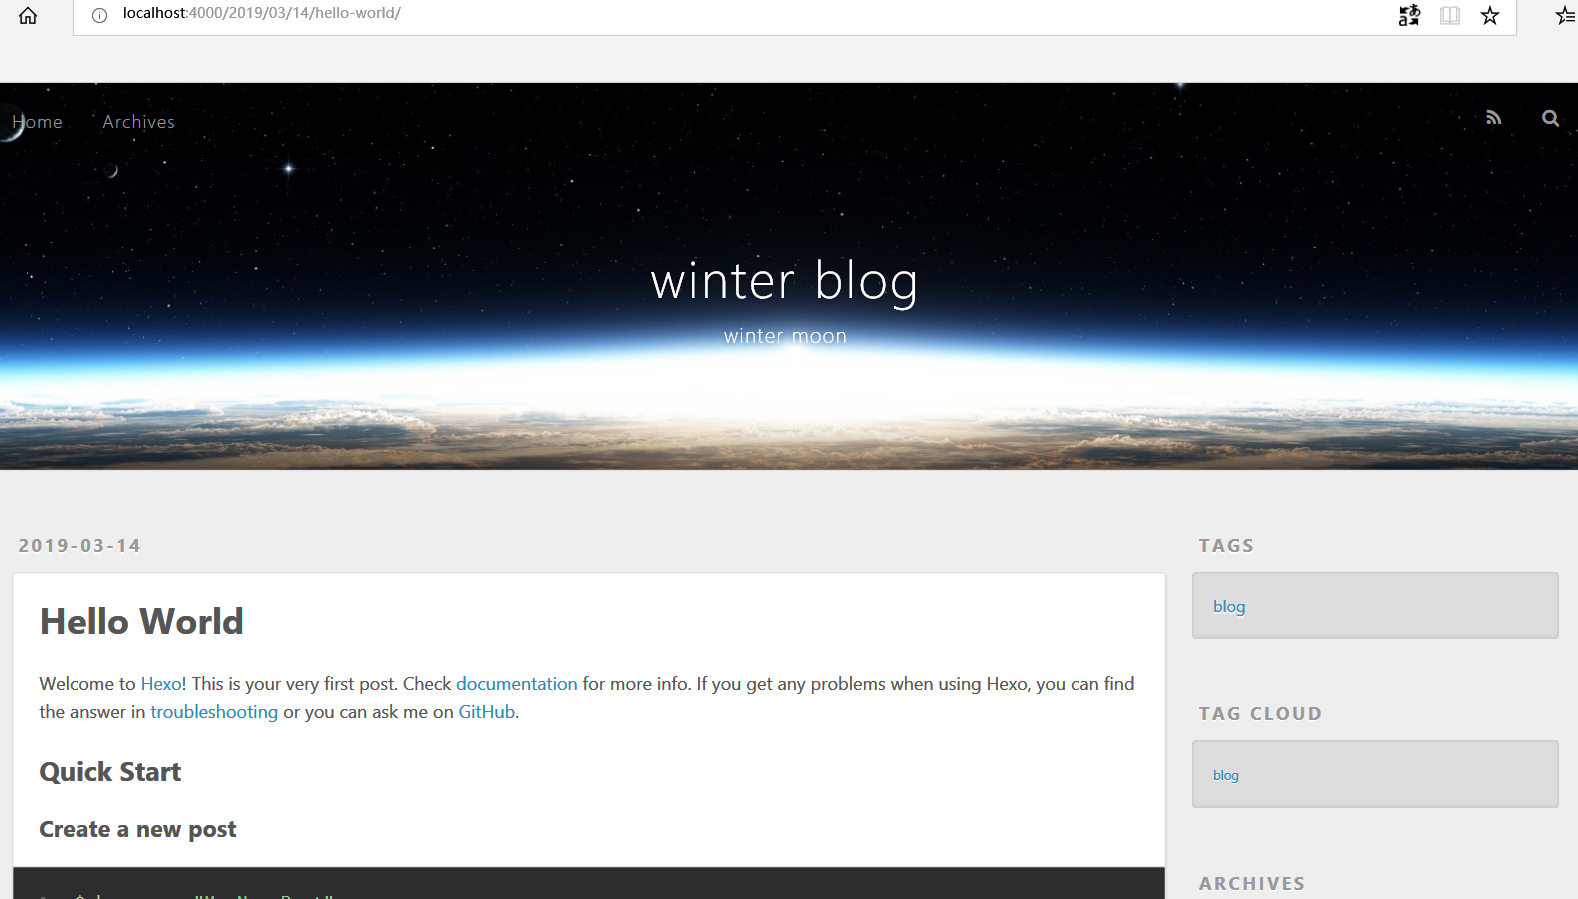 localhost:4000/2019/03/14/hello-world/
Home Archives
winter blog
winter moon
2019-03-14
Hello World
Welcome to Hexo! This is your very first post. Check documentation for more info. If you get any problems when using Hexo, you can find
the answer in troubleshooting or you can ask me on GitHub.
Quick Start
Create a new post
TAGS
blog
TAG CLOUD
blog
ARCHIVES